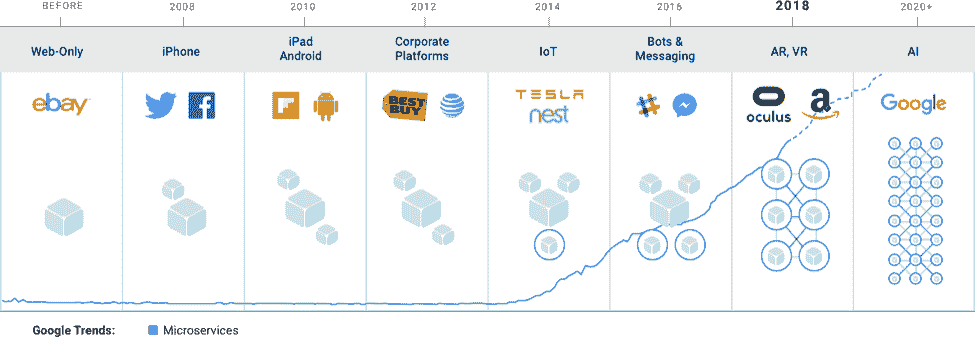 BEFORE
2008
2010
2012
2014
2016
2018
2020+
Web-Only
iPhone
iPad
Android
Corporate
Platforms
IoT
Bots &
Messaging
AR, VR
AI
ebay
BEST
BUY
TESLA
nest
oculus
a
Google
Google Trends:
Microservices